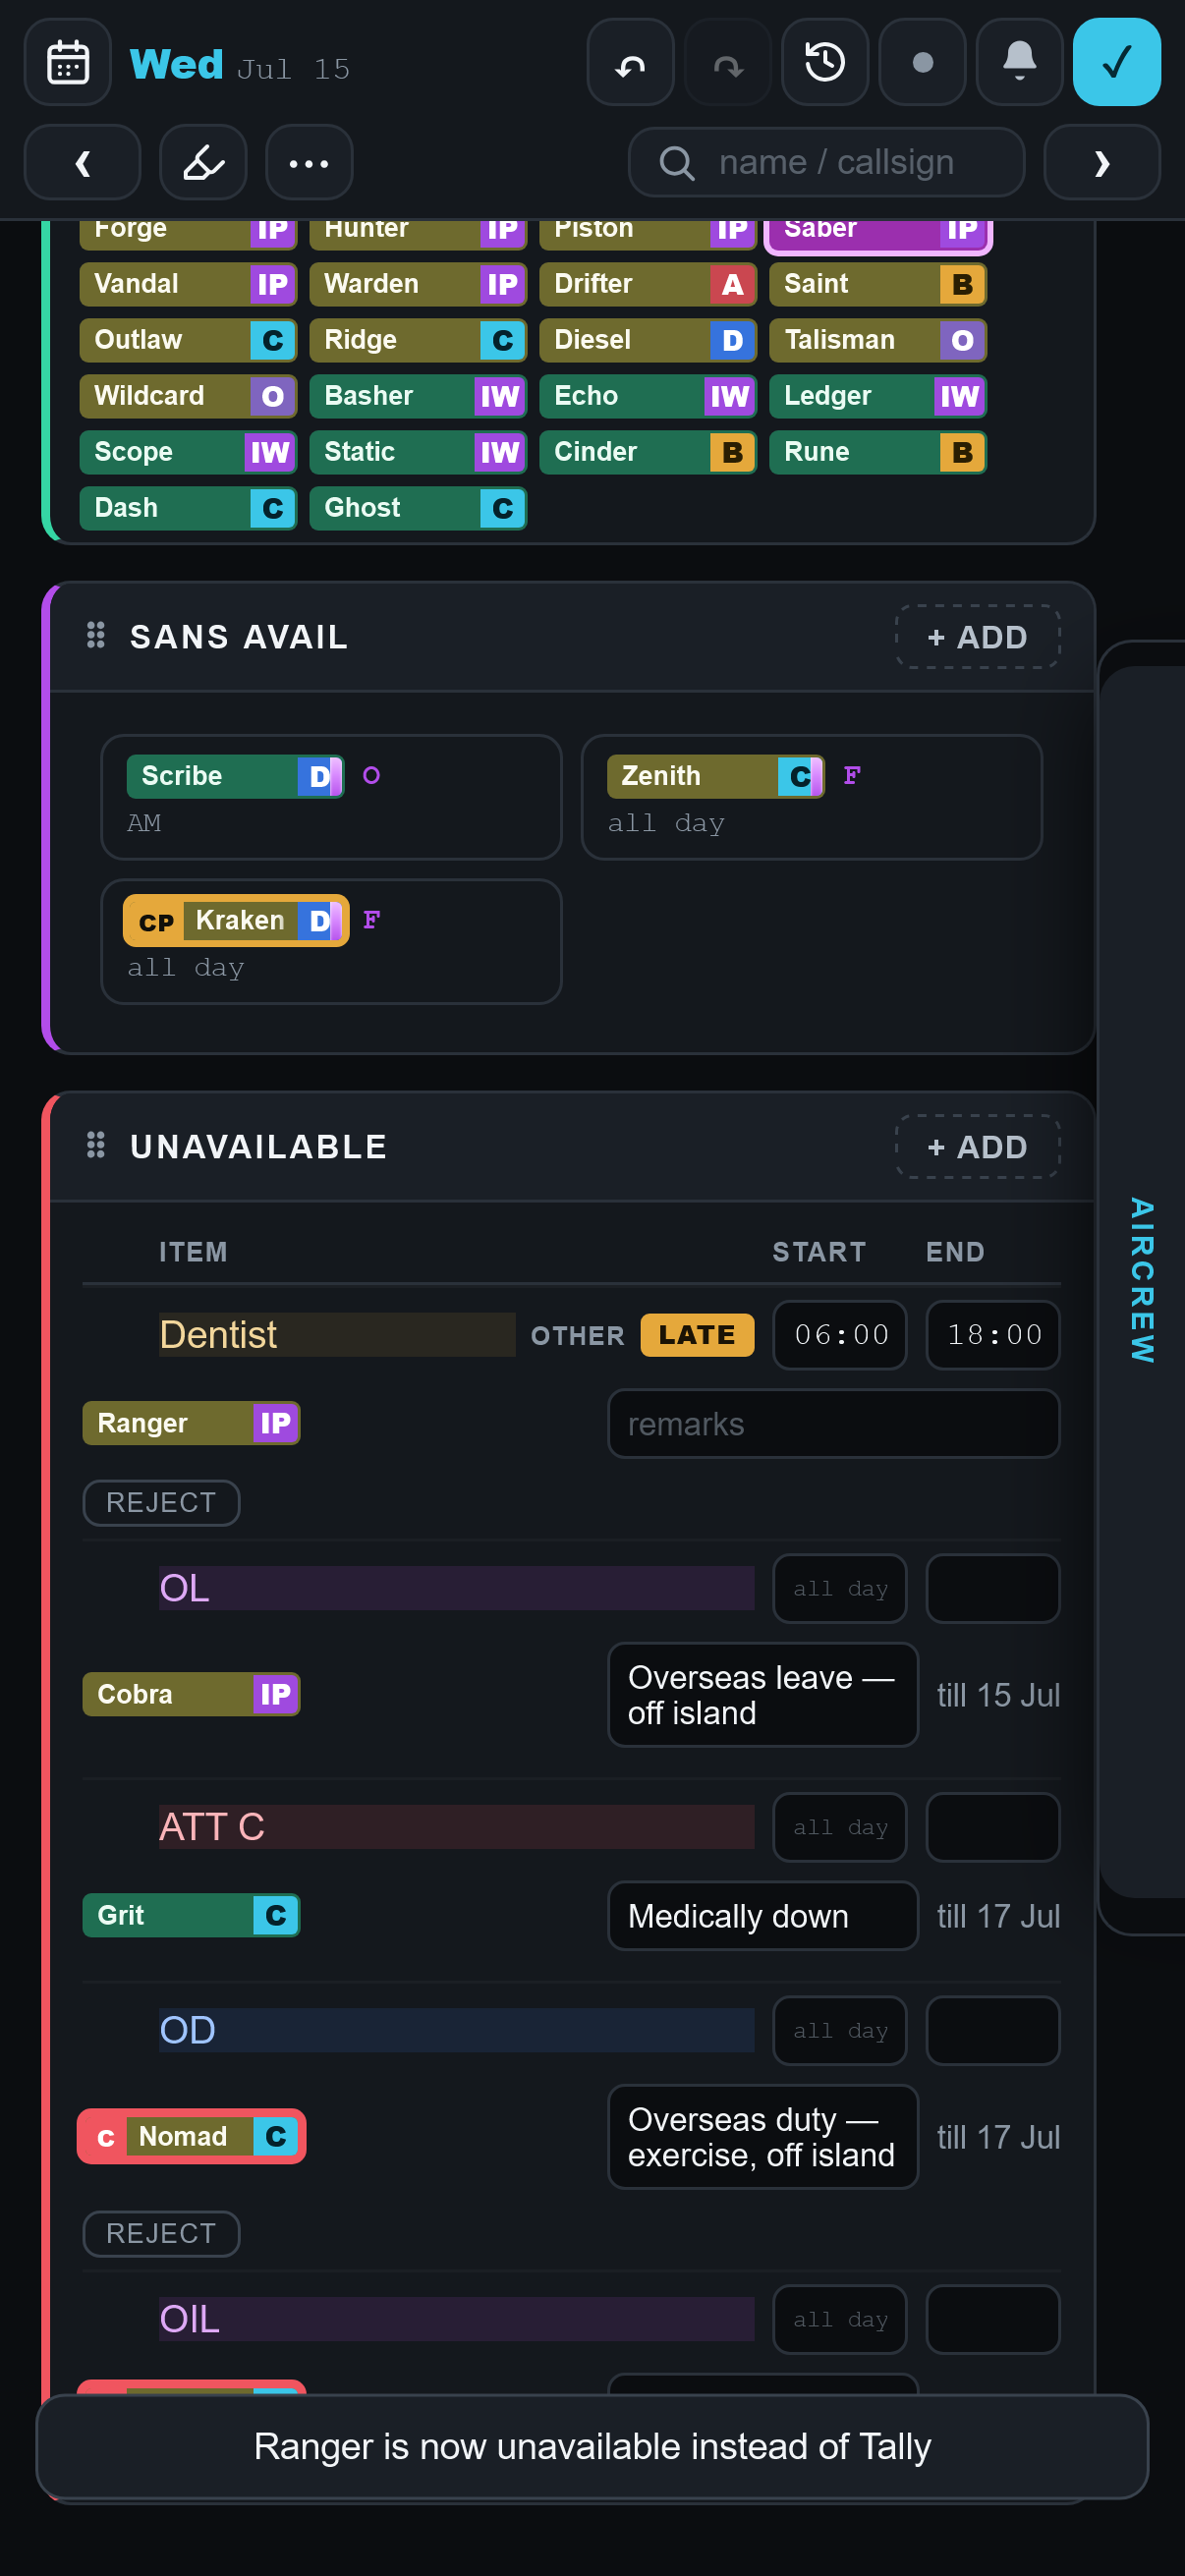 Wed Jul 15
name / callsign
Forge IP Hunter IP Piston IP Saber IP
Vandal IP Warden IP Drifter A Saint B
Outlaw C Ridge C Diesel D Talisman O
Wildcard O Basher IW Echo IW Ledger IW
Scope IW Static IW Cinder B Rune B
Dash C Ghost C
SANS AVAIL + ADD
Scribe D O Zenith C F
AM all day
CP Kraken D F
all day
UNAVAILABLE + ADD
AIRCREW
ITEM START END
Dentist OTHER LATE 06:00 18:00
Ranger IP remarks
REJECT
OL all day
Cobra IP Overseas leave —
off island till 15 Jul
ATT C all day
Grit C Medically down till 17 Jul
OD all day
C Nomad C Overseas duty —
exercise, off island till 17 Jul
REJECT
OIL all day
Ranger is now unavailable instead of Tally